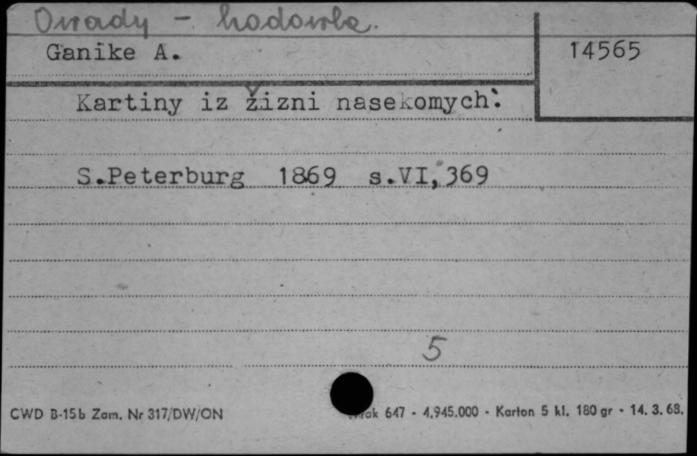 Owady - hodowla.
Ganike A.
14565
Kartiny iz žizni nasekomych.
S.Peterburg 1869 s.VI,369
5
CWD B-15b Zam. Nr 317/DW/ON
647 - 4.945.000 - Karton 5 kl. 180 gr - 14. 3. 68.